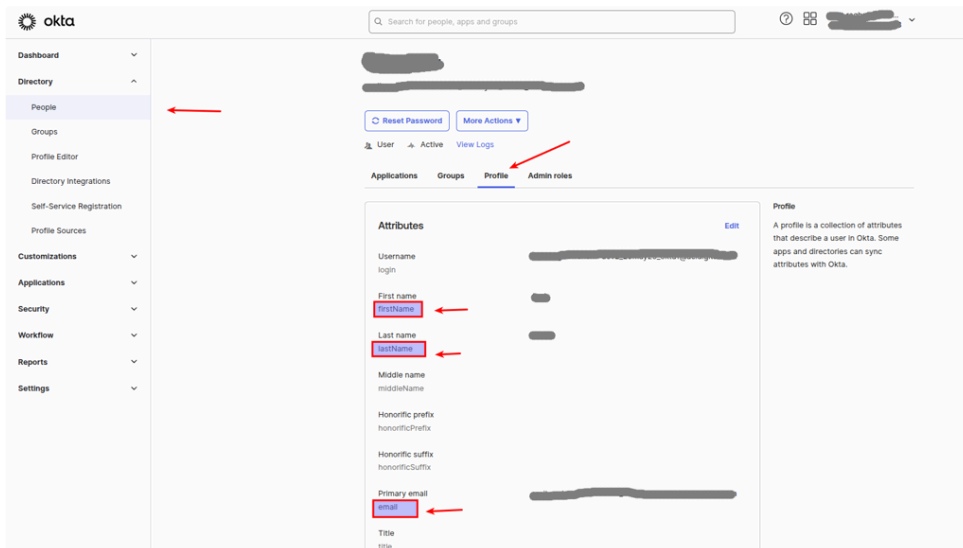 okta
Search for people, apps and groups
Dashboard
Directory
People
Groups
Profile Editor
Directory Integrations
Self-Service Registration
Profile Sources
Customizations
Applications
Security
Workflow
Reports
Settings
Reset Password
More Actions ▼
User Active View Logs
Applications Groups Profile Admin roles
Attributes Edit
Username
login
First name
firstName
Last name
lastName
Middle name
middleName
Honorific prefix
honorificPrefix
Honorific suffix
honorificSuffix
Primary email
email
Title
title
Profile
A profile is a collection of attributes
that describe a user in Okta. Some
apps and directories can sync
attributes with Okta.